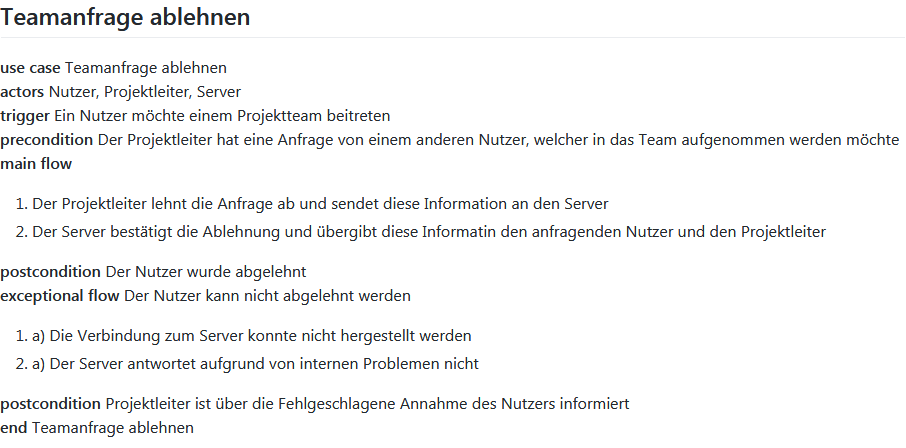 Teamanfrage ablehnen
use case Teamanfrage ablehnen
actors Nutzer, Projektleiter, Server
trigger Ein Nutzer möchte einem Projektteam beitreten
precondition Der Projektleiter hat eine Anfrage von einem anderen Nutzer, welcher in das Team aufgenommen werden möchte
main flow
1. Der Projektleiter lehnt die Anfrage ab und sendet diese Information an den Server
2. Der Server bestätigt die Ablehnung und übergibt diese Informatin den anfragenden Nutzer und den Projektleiter
postcondition Der Nutzer wurde abgelehnt
exceptional flow Der Nutzer kann nicht abgelehnt werden
1. a) Die Verbindung zum Server konnte nicht hergestellt werden
2. a) Der Server antwortet aufgrund von internen Problemen nicht
postcondition Projektleiter ist über die Fehlgeschlagene Annahme des Nutzers informiert
end Teamanfrage ablehnen